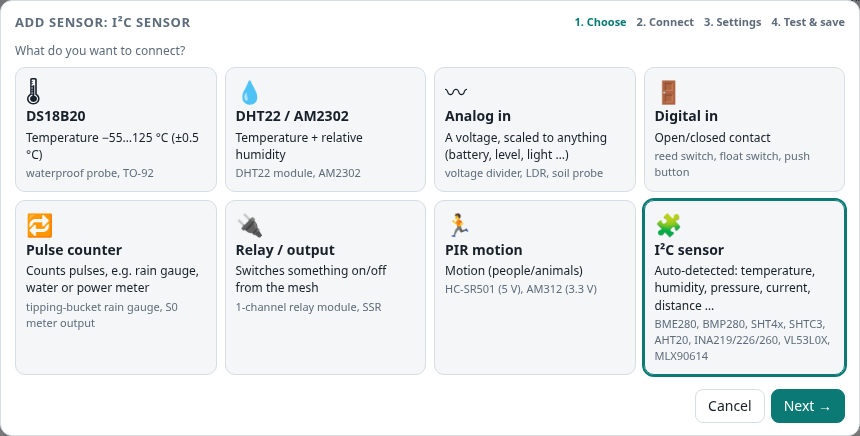 ADD SENSOR: I²C SENSOR
1. Choose 2. Connect 3. Settings 4. Test & save
What do you want to connect?
DS18B20
Temperature −55…125 °C (±0.5
°C)
waterproof probe, TO-92
DHT22 / AM2302
Temperature + relative
humidity
DHT22 module, AM2302
Analog in
A voltage, scaled to anything
(battery, level, light …)
voltage divider, LDR, soil probe
Digital in
Open/closed contact
reed switch, float switch, push
button
Pulse counter
Counts pulses, e.g. rain gauge,
water or power meter
tipping-bucket rain gauge, S0
meter output
Relay / output
Switches something on/off
from the mesh
1-channel relay module, SSR
PIR motion
Motion (people/animals)
HC-SR501 (5 V), AM312 (3.3 V)
I²C sensor
Auto-detected: temperature,
humidity, pressure, current,
distance …
BME280, BMP280, SHT4x, SHTC3,
AHT20, INA219/226/260, VL53L0X,
MLX90614
Cancel
Next →